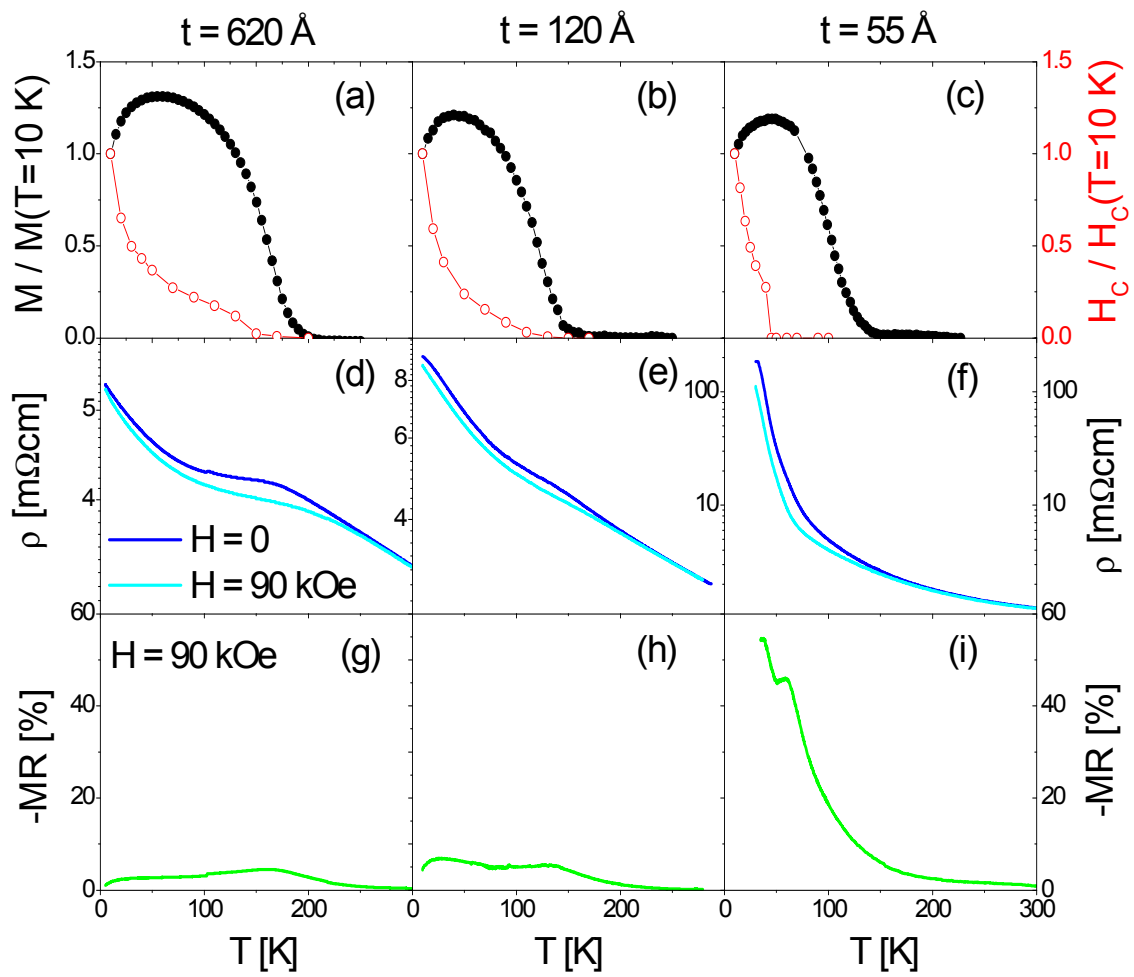 t = 620 Å
t = 120 Å
t = 55 Å
1.5
(a)
(b)
(c)
1.5
1.0
1.0
0.5
0.5
0.0
0.0
M / M(T=10 K)
H_C / H_C(T=10 K)
(d)
(e)
(f)
5
4
8
6
4
100
10
100
10
ρ [mΩcm]
ρ [mΩcm]
H = 0
H = 90 kOe
60
60
H = 90 kOe
(g)
(h)
(i)
40
40
20
20
0
0
-MR [%]
-MR [%]
0
100
200
0
100
200
0
100
200
300
T [K]
T [K]
T [K]